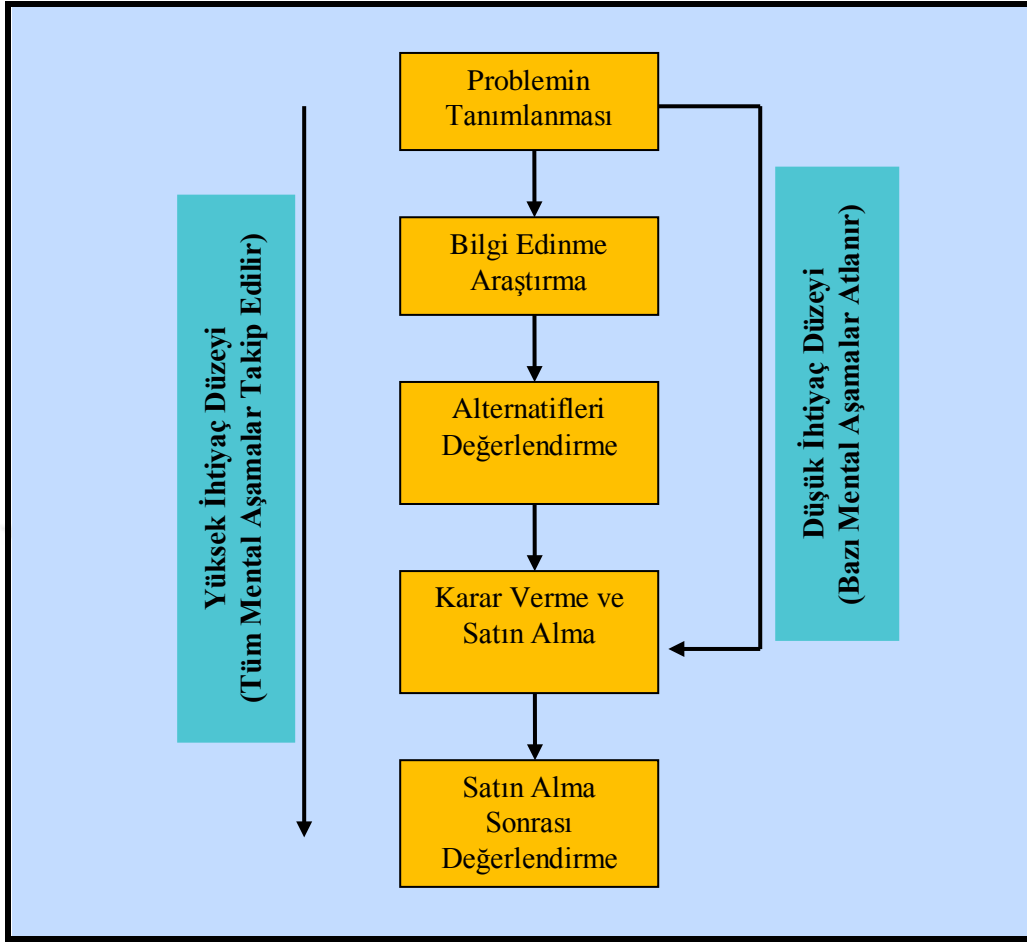 Problemin
Tanımlanması
Bilgi Edinme
Araştırma
Alternatifleri
Değerlendirme
Karar Verme ve
Satın Alma
Satın Alma
Sonrası
Değerlendirme
Yüksek İhtiyaç Düzeyi
(Tüm Mental Aşamalar Takip Edilir)
Düşük İhtiyaç Düzeyi
(Bazı Mental Aşamalar Atlanır)